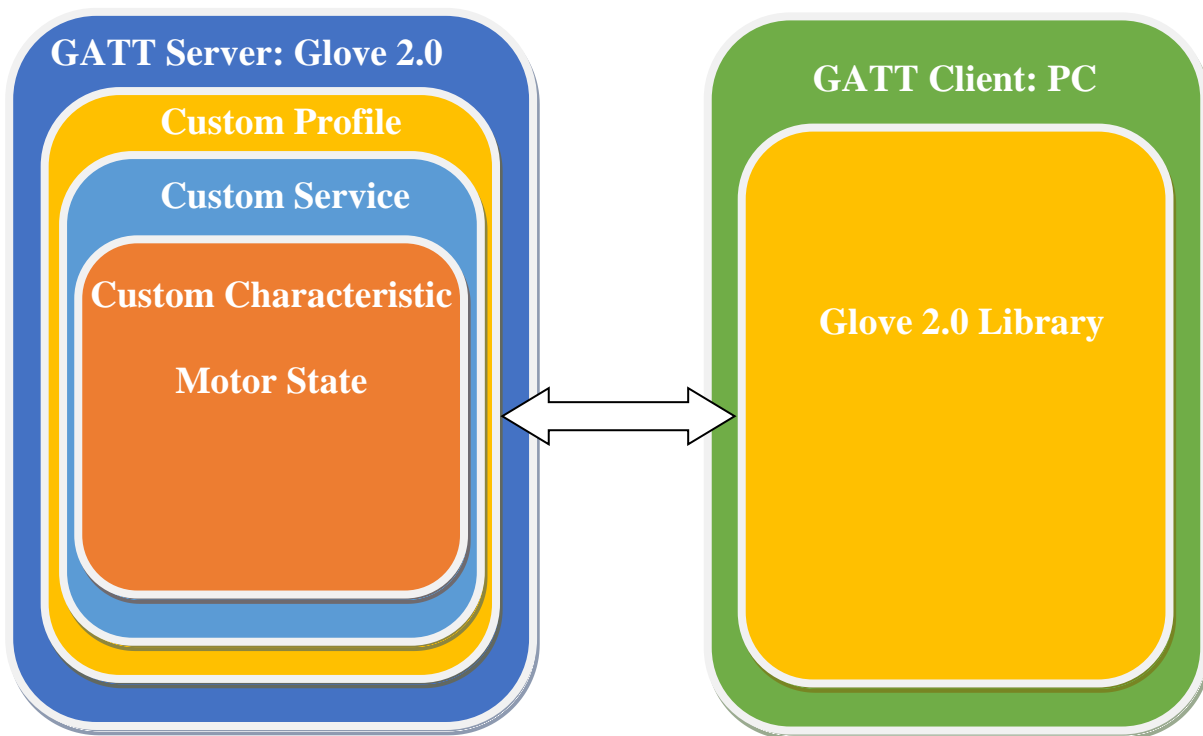 GATT Server: Glove 2.0
Custom Profile
Custom Service
Custom Characteristic
Motor State
GATT Client: PC
Glove 2.0 Library